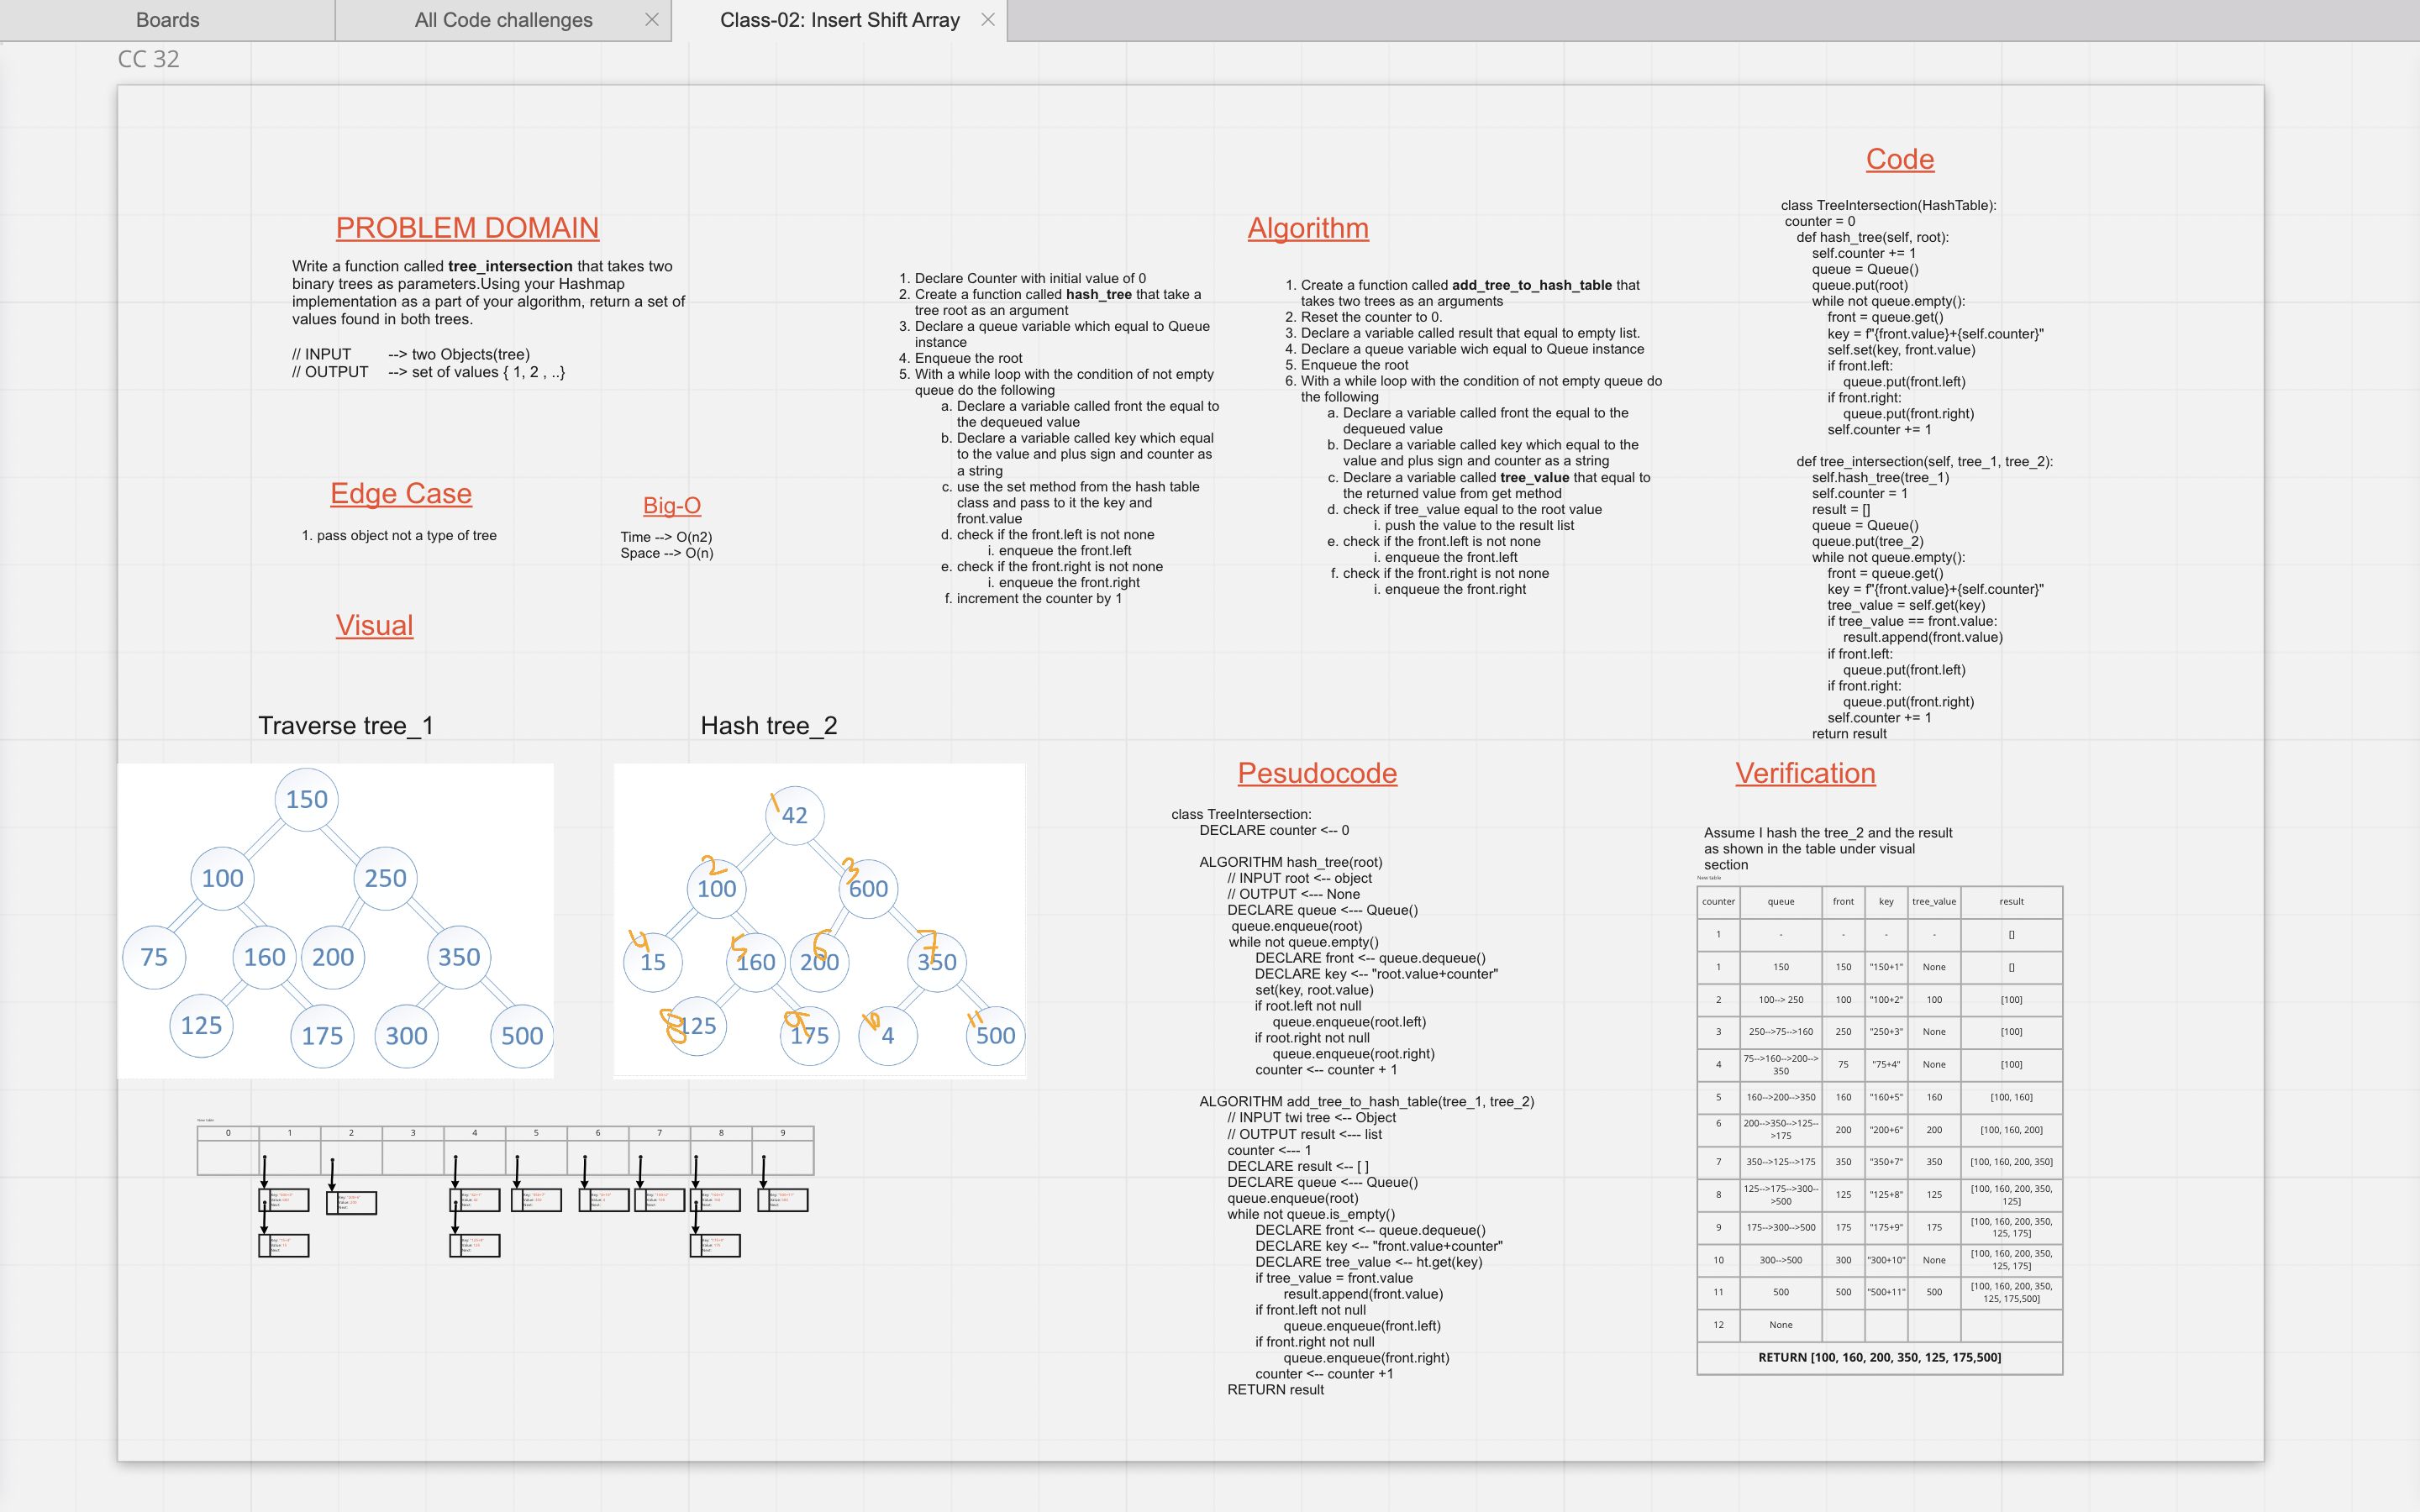 Boards
All Code challenges
Class-02: Insert Shift Array
CC 32
PROBLEM DOMAIN
Write a function called tree_intersection that takes two
binary trees as parameters.Using your Hashmap
implementation as a part of your algorithm, return a set of
values found in both trees.
// INPUT --> two Objects(tree)
// OUTPUT --> set of values { 1, 2 , ..}
Edge Case
1. pass object not a type of tree
Big-O
Time --> O(n2)
Space --> O(n)
Algorithm
1. Declare Counter with initial value of 0
2. Create a function called hash_tree that take a
tree root as an argument
3. Declare a queue variable which equal to Queue
instance
4. Enqueue the root
5. With a while loop with the condition of not empty
queue do the following
a. Declare a variable called front the equal to
the dequeued value
b. Declare a variable called key which equal
to the value and plus sign and counter as
a string
c. use the set method from the hash table
class and pass to it the key and
front.value
d. check if the front.left is not none
i. enqueue the front.left
e. check if the front.right is not none
i. enqueue the front.right
f. increment the counter by 1
1. Create a function called add_tree_to_hash_table that
takes two trees as an arguments
2. Reset the counter to 0.
3. Declare a variable called result that equal to empty list.
4. Declare a queue variable wich equal to Queue instance
5. Enqueue the root
6. With a while loop with the condition of not empty queue do
the following
a. Declare a variable called front the equal to the
dequeued value
b. Declare a variable called key which equal to the
value and plus sign and counter as a string
c. Declare a variable called tree_value that equal to
the returned value from get method
d. check if tree_value equal to the root value
i. push the value to the result list
e. check if the front.left is not none
i. enqueue the front.left
f. check if the front.right is not none
i. enqueue the front.right
Code
class TreeIntersection(HashTable):
counter = 0
def hash_tree(self, root):
self.counter += 1
queue = Queue()
queue.put(root)
while not queue.empty():
front = queue.get()
key = f"{front.value}+{self.counter}"
self.set(key, front.value)
if front.left:
queue.put(front.left)
if front.right:
queue.put(front.right)
self.counter += 1
def tree_intersection(self, tree_1, tree_2):
self.hash_tree(tree_1)
self.counter = 1
result = []
queue = Queue()
queue.put(tree_2)
while not queue.empty():
front = queue.get()
key = f"{front.value}+{self.counter}"
tree_value = self.get(key)
if tree_value == front.value:
result.append(front.value)
if front.left:
queue.put(front.left)
if front.right:
queue.put(front.right)
self.counter += 1
return result
Visual
Traverse tree_1
150
100 250
75 160 200 350
125 175 300 500
Hash tree_2
1 42
2 3
100 600
4 5 6 7
15 160 200 350
8 9 10 11
125 175 4 500
New table
0 1 2 3 4 5 6 7 8 9
Pesudocode
class TreeIntersection:
DECLARE counter <-- 0
ALGORITHM hash_tree(root)
// INPUT root <-- object
// OUTPUT <--- None
DECLARE queue <--- Queue()
queue.enqueue(root)
while not queue.empty()
DECLARE front <-- queue.dequeue()
DECLARE key <-- "root.value+counter"
set(key, root.value)
if root.left not null
queue.enqueue(root.left)
if root.right not null
queue.enqueue(root.right)
counter <-- counter + 1
ALGORITHM add_tree_to_hash_table(tree_1, tree_2)
// INPUT twi tree <-- Object
// OUTPUT result <--- list
counter <--- 1
DECLARE result <-- [ ]
DECLARE queue <--- Queue()
queue.enqueue(root)
while not queue.is_empty()
DECLARE front <-- queue.dequeue()
DECLARE key <-- "front.value+counter"
DECLARE tree_value <-- ht.get(key)
if tree_value = front.value
result.append(front.value)
if front.left not null
queue.enqueue(front.left)
if front.right not null
queue.enqueue(front.right)
counter <-- counter +1
RETURN result
Verification
Assume I hash the tree_2 and the result
as shown in the table under visual
section
New table
counter queue front key tree_value result
1 - - - - []
1 150 150 "150+1" None []
2 100--> 250 100 "100+2" 100 [100]
3 250-->75-->160 250 "250+3" None [100]
4 75-->160-->200-->
350 75 "75+4" None [100]
5 160-->200-->350 160 "160+5" 160 [100, 160]
6 200-->350-->125--
>175 200 "200+6" 200 [100, 160, 200]
7 350-->125-->175 350 "350+7" 350 [100, 160, 200, 350]
8 125-->175-->300--
>500 125 "125+8" 125 [100, 160, 200, 350,
125]
9 175-->300-->500 175 "175+9" 175 [100, 160, 200, 350,
125, 175]
10 300-->500 300 "300+10" None [100, 160, 200, 350,
125, 175]
11 500 500 "500+11" 500 [100, 160, 200, 350,
125, 175,500]
12 None
RETURN [100, 160, 200, 350, 125, 175,500]